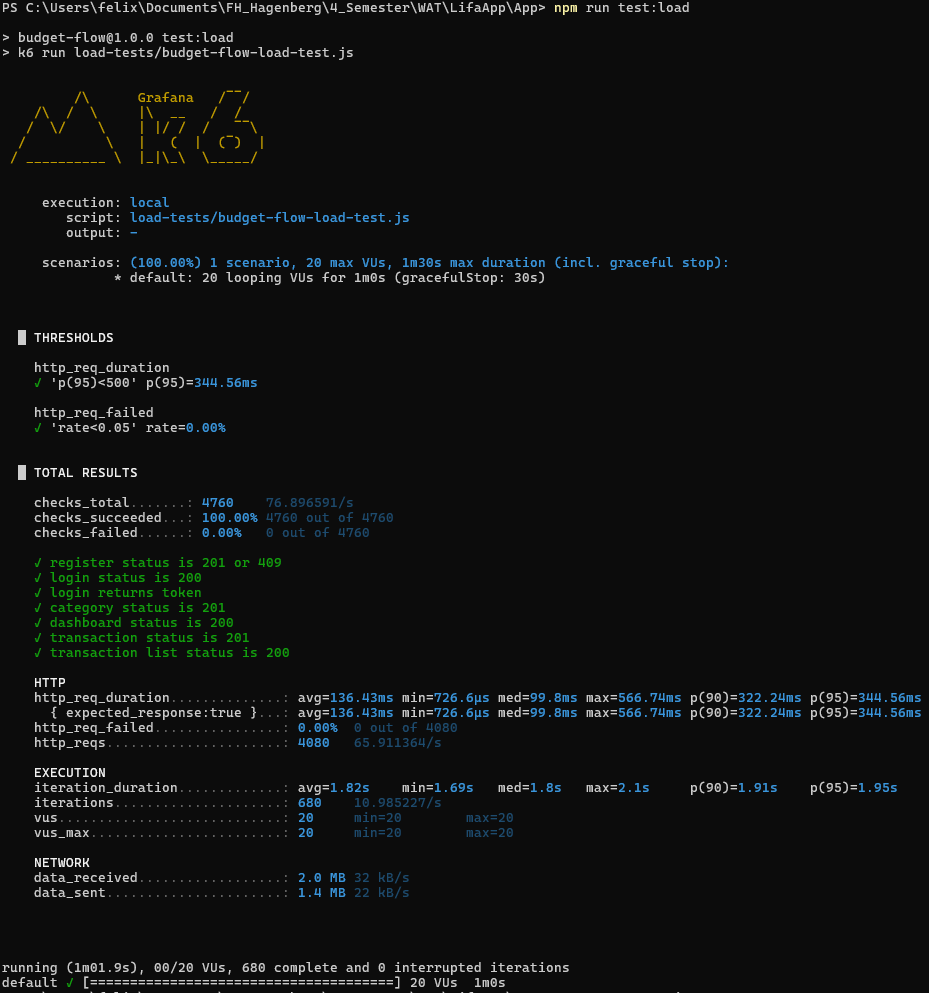 PS C:\Users\felix\Documents\FH_Hagenberg\4_Semester\WAT\LifaApp\App> npm run test:load
> budget-flow@1.0.0 test:load
> k6 run load-tests/budget-flow-load-test.js
Grafana
execution: local
script: load-tests/budget-flow-load-test.js
output: -
scenarios: (100.00%) 1 scenario, 20 max VUs, 1m30s max duration (incl. graceful stop):
* default: 20 looping VUs for 1m0s (gracefulStop: 30s)
█ THRESHOLDS
http_req_duration
✓ 'p(95)<500' p(95)=344.56ms
http_req_failed
✓ 'rate<0.05' rate=0.00%
█ TOTAL RESULTS
checks_total.......: 4760    76.896591/s
checks_succeeded...: 100.00% 4760 out of 4760
checks_failed......: 0.00%   0 out of 4760
✓ register status is 201 or 409
✓ login status is 200
✓ login returns token
✓ category status is 201
✓ dashboard status is 200
✓ transaction status is 201
✓ transaction list status is 200
HTTP
http_req_duration..............: avg=136.43ms min=726.6µs med=99.8ms max=566.74ms p(90)=322.24ms p(95)=344.56ms
{ expected_response:true }...: avg=136.43ms min=726.6µs med=99.8ms max=566.74ms p(90)=322.24ms p(95)=344.56ms
http_req_failed................: 0.00%  0 out of 4080
http_reqs......................: 4080   65.911364/s
EXECUTION
iteration_duration.............: avg=1.82s    min=1.69s   med=1.8s   max=2.1s     p(90)=1.91s    p(95)=1.95s
iterations.....................: 680    10.985227/s
vus............................: 20     min=20        max=20
vus_max........................: 20     min=20        max=20
NETWORK
data_received..................: 2.0 MB 32 kB/s
data_sent......................: 1.4 MB 22 kB/s
running (1m01.9s), 00/20 VUs, 680 complete and 0 interrupted iterations
default ✓ [======================================] 20 VUs  1m0s